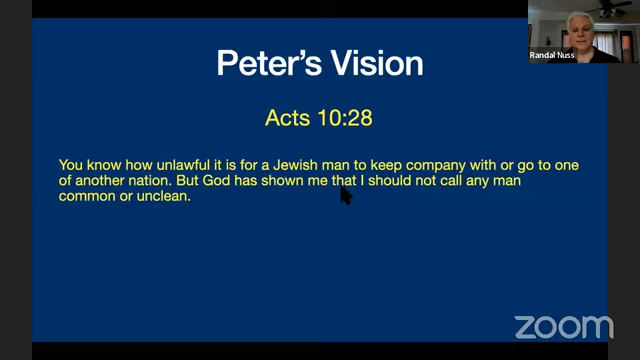 Randal Nuss
Peter's Vision
Acts 10:28
You know how unlawful it is for a Jewish man to keep company with or go to one
of another nation. But God has shown me that I should not call any man
common or unclean.
zoom